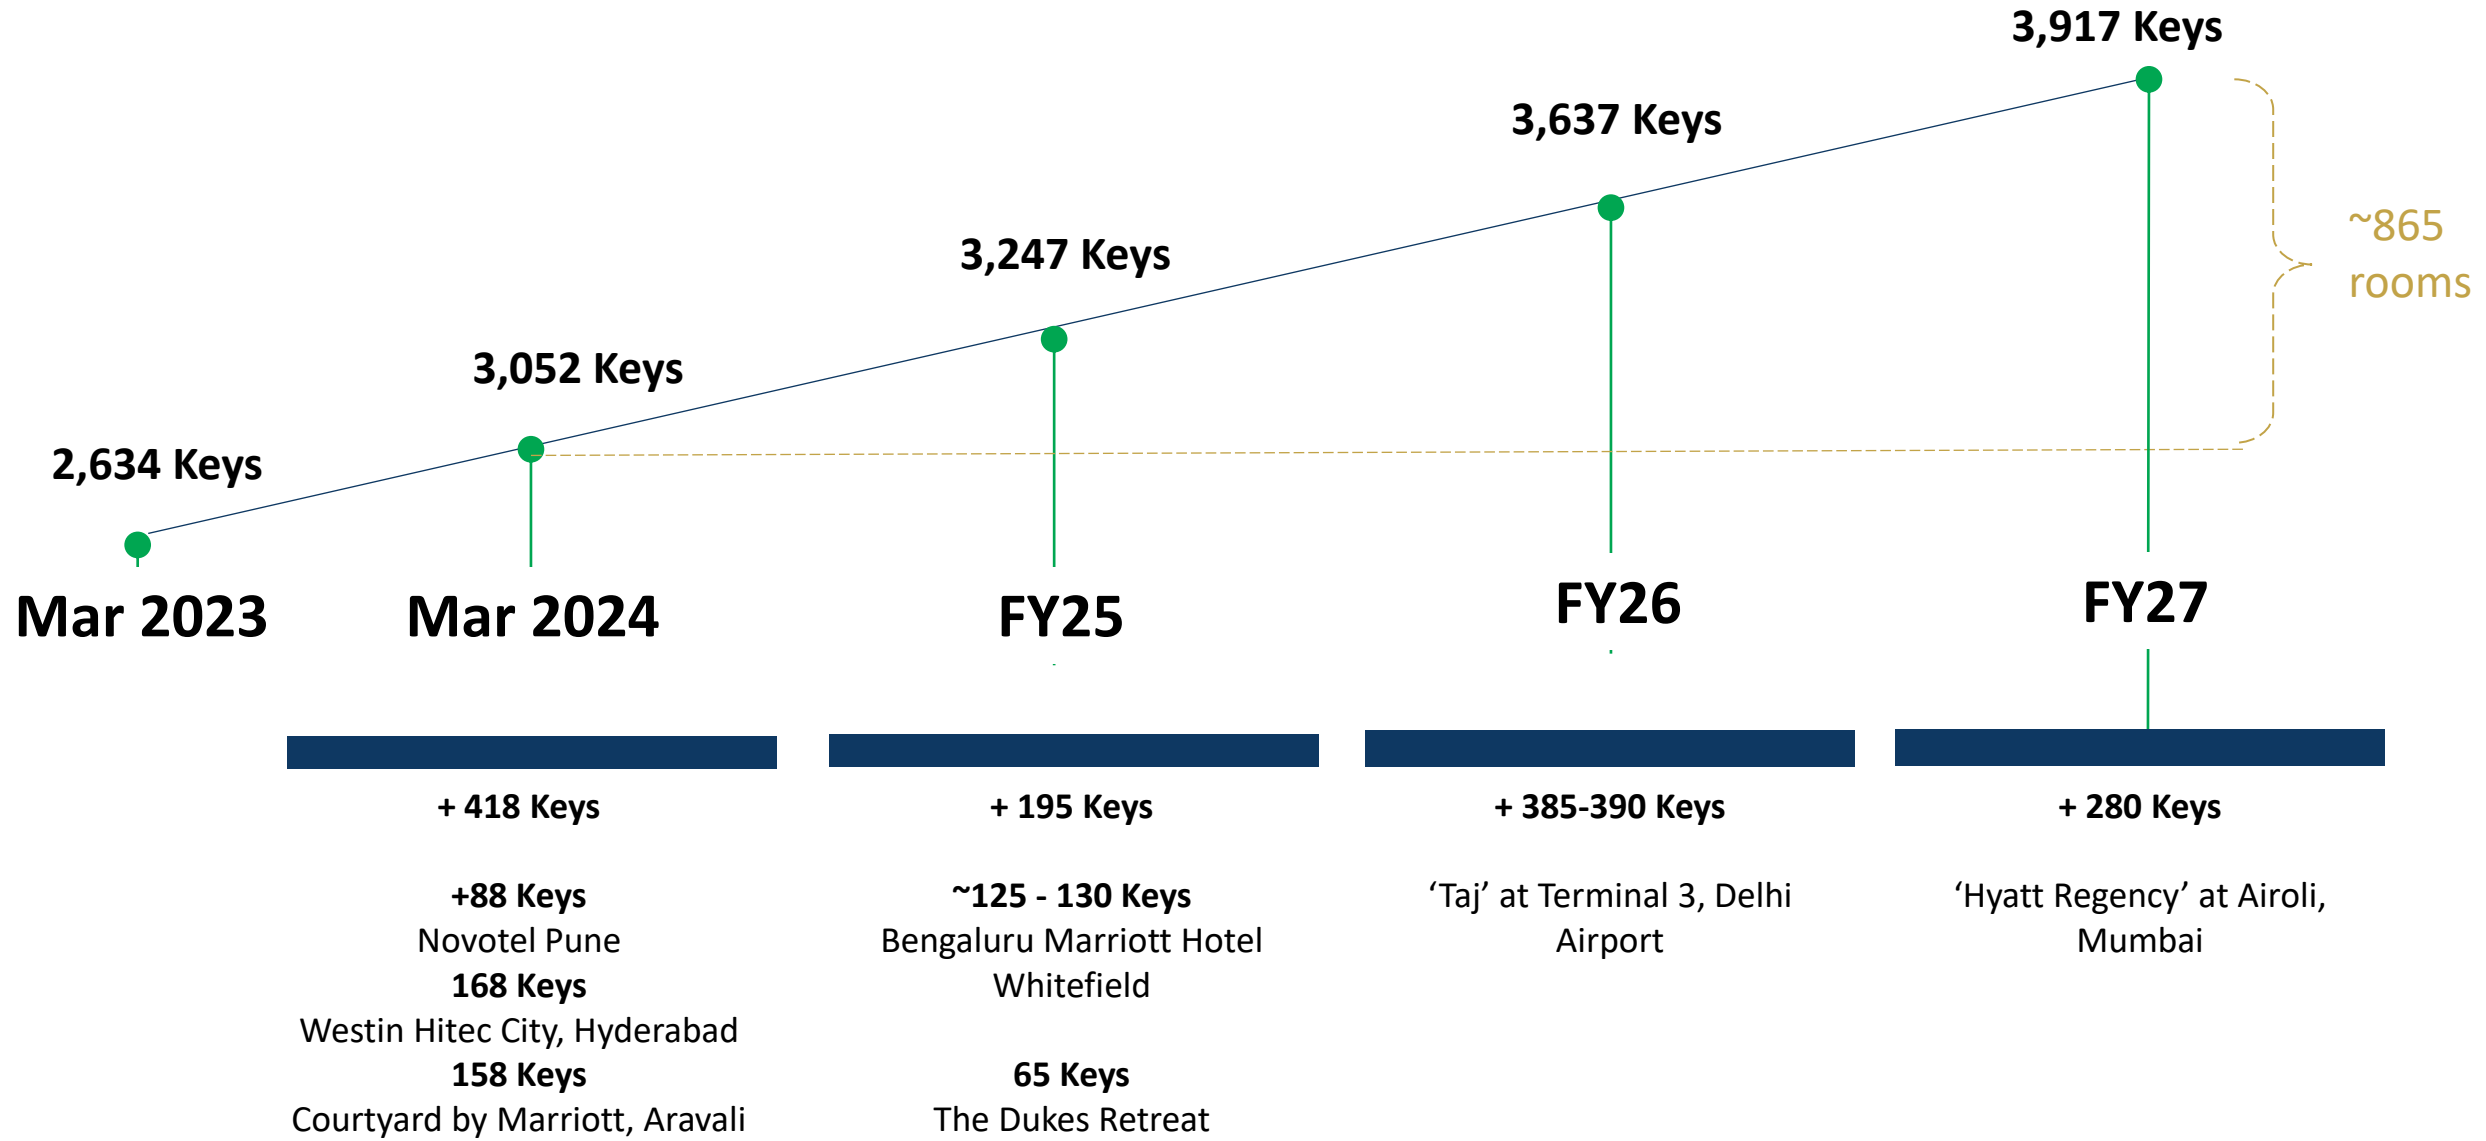 3,917 Keys
3,637 Keys
~865
rooms
3,247 Keys
3,052 Keys
2,634 Keys
Mar 2023
Mar 2024
FY25
FY26
FY27
+ 418 Keys
+88 Keys
Novotel Pune
168 Keys
Westin Hitec City, Hyderabad
158 Keys
Courtyard by Marriott, Aravali
+ 195 Keys
~125 - 130 Keys
Bengaluru Marriott Hotel
Whitefield
65 Keys
The Dukes Retreat
+ 385-390 Keys
‘Taj’ at Terminal 3, Delhi
Airport
+ 280 Keys
‘Hyatt Regency’ at Airoli,
Mumbai